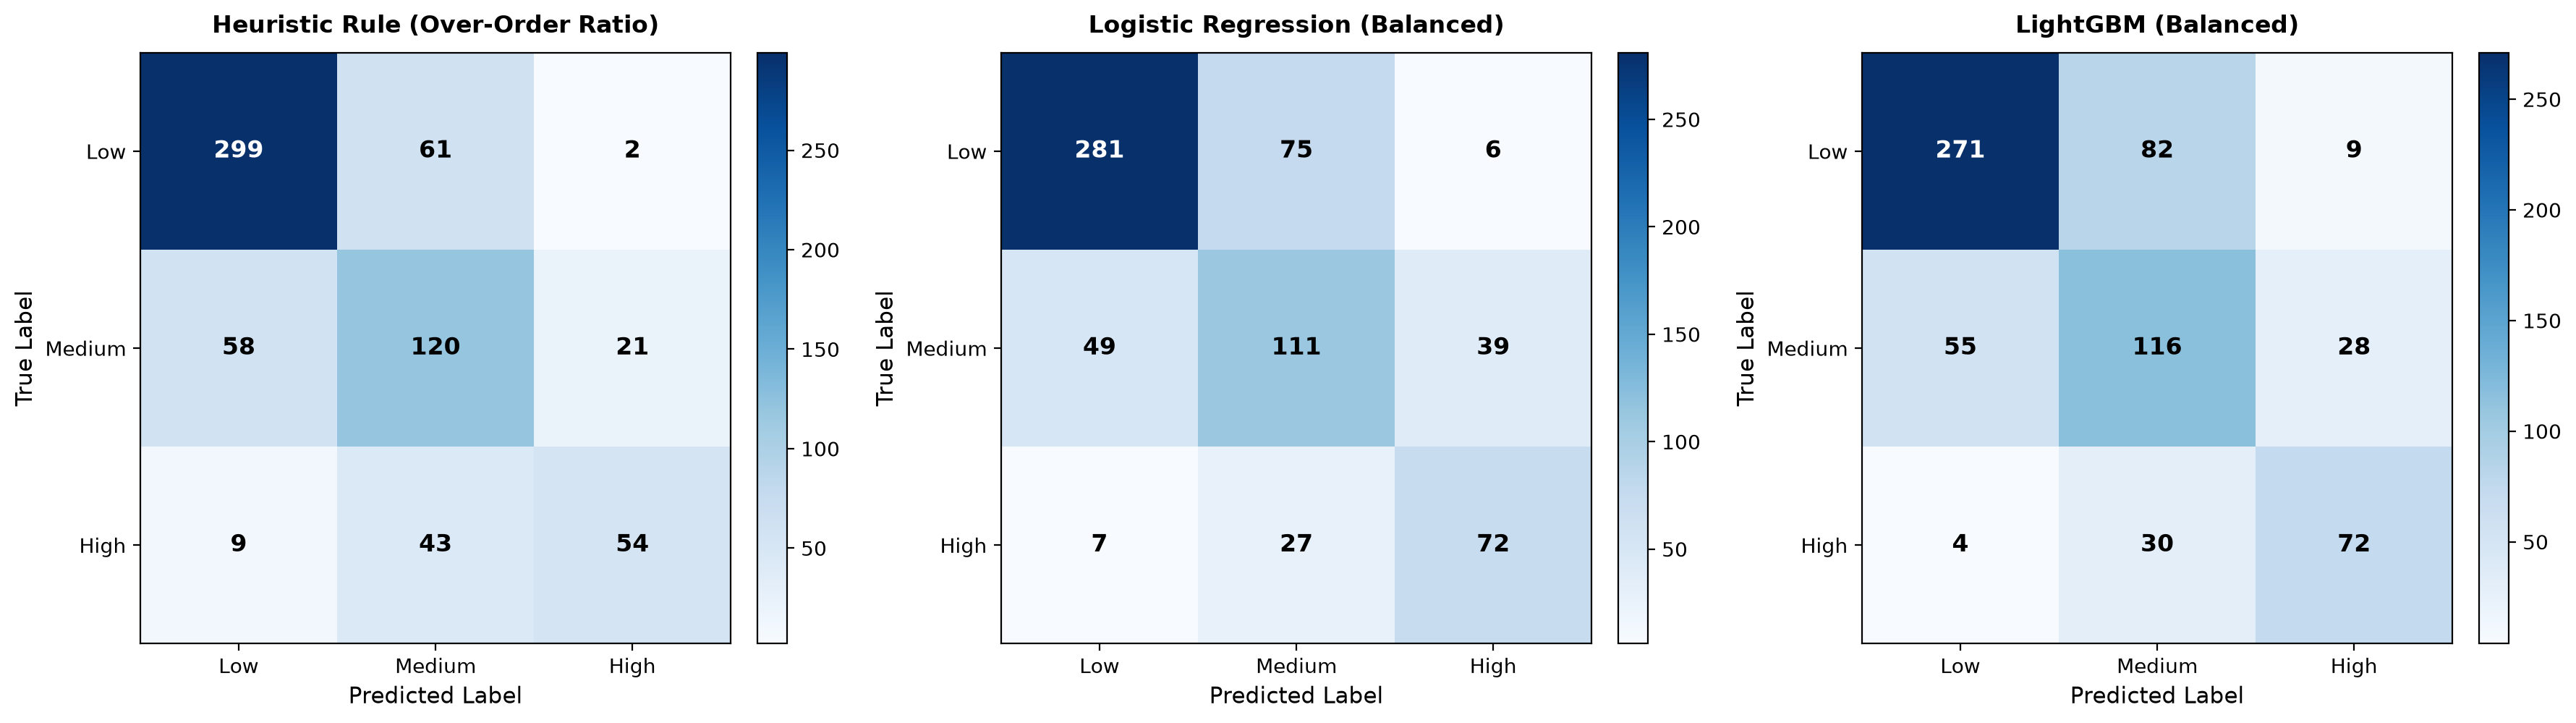 Heuristic Rule (Over-Order Ratio)
True Label
Low
Medium
High
299 61 2
58 120 21
9 43 54
Low Medium High
Predicted Label
250
200
150
100
50
Logistic Regression (Balanced)
True Label
Low
Medium
High
281 75 6
49 111 39
7 27 72
Low Medium High
Predicted Label
250
200
150
100
50
LightGBM (Balanced)
True Label
Low
Medium
High
271 82 9
55 116 28
4 30 72
Low Medium High
Predicted Label
250
200
150
100
50